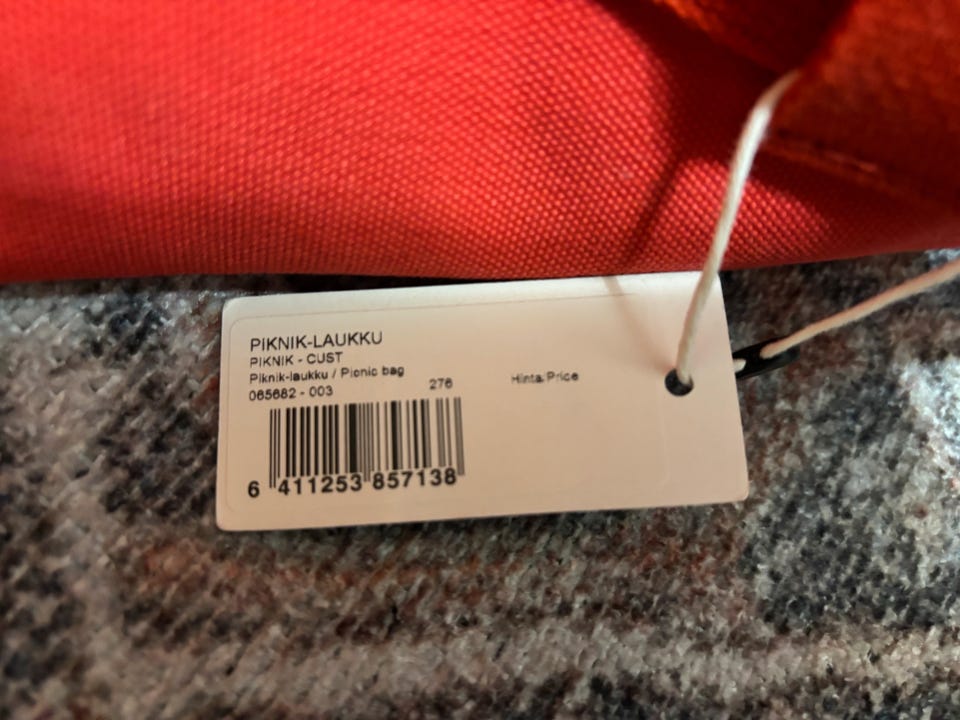 PIKNIK-LAUKKU
PIKNIK - CUST
Piknik-laukku / Picnic bag
065682 - 003 276
Hinta/Price
6 411253 857138